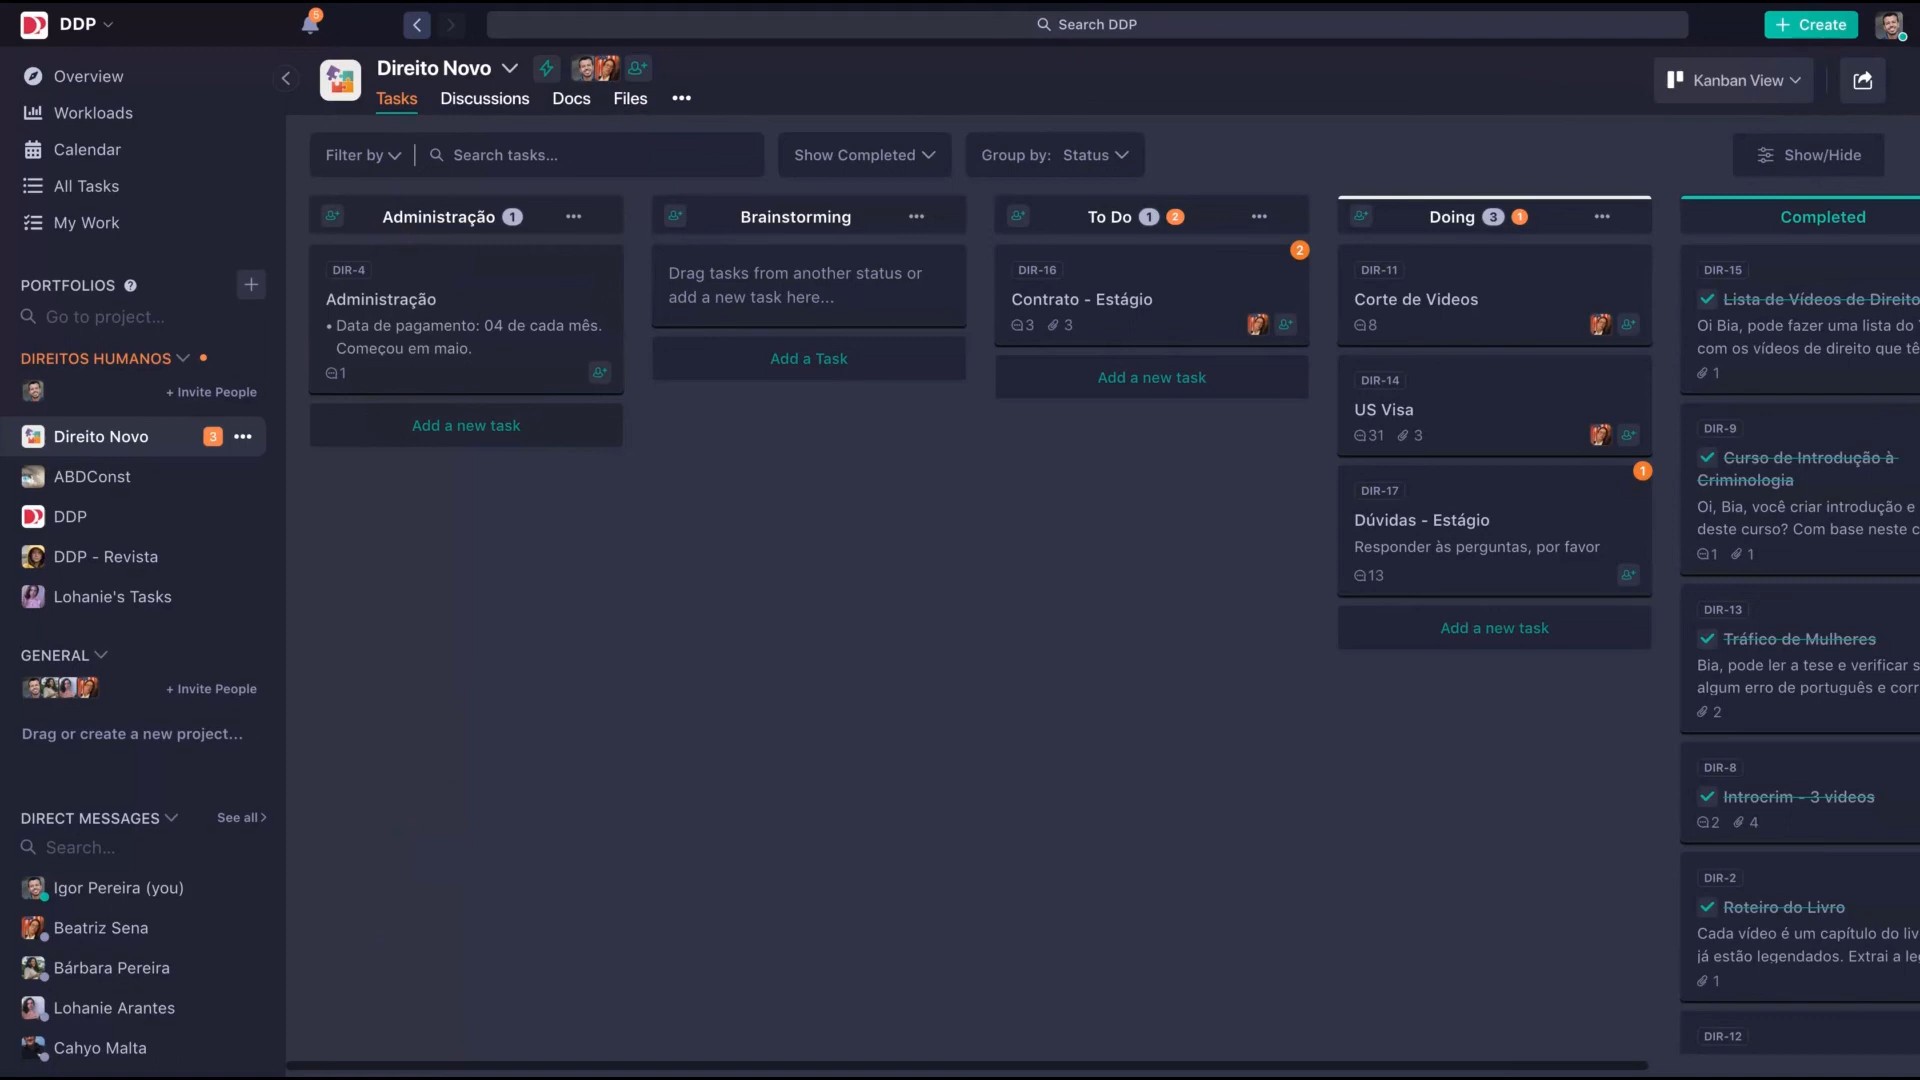 DDP
5
Search DDP
Create
Overview
Workloads
Calendar
All Tasks
My Work
PORTFOLIOS
Go to project...
DIREITOS HUMANOS
+ Invite People
Direito Novo 3
ABDConst
DDP
DDP - Revista
Lohanie's Tasks
GENERAL
+ Invite People
Drag or create a new project...
DIRECT MESSAGES See all
Search...
Igor Pereira (you)
Beatriz Sena
Bárbara Pereira
Lohanie Arantes
Cahyo Malta
Direito Novo
Tasks Discussions Docs Files
Kanban View
Filter by Search tasks... Show Completed Group by: Status Show/Hide
Administração 1
DIR-4
Administração
• Data de pagamento: 04 de cada mês.
Começou em maio.
1
Add a new task
Brainstorming
Drag tasks from another status or
add a new task here...
Add a Task
To Do 1 2
2
DIR-16
Contrato - Estágio
3 3
Add a new task
Doing 3 1
DIR-11
Corte de Videos
8
DIR-14
US Visa
31 3
1
DIR-17
Dúvidas - Estágio
Responder às perguntas, por favor
13
Add a new task
Completed
DIR-15
Lista de Vídeos de Direito
Oi Bia, pode fazer uma lista do
com os vídeos de direito que tê
1
DIR-9
Curso de Introdução à
Criminologia
Oi, Bia, você criar introdução e
deste curso? Com base neste c
1 1
DIR-13
Tráfico de Mulheres
Bia, pode ler a tese e verificar s
algum erro de português e corr
2
DIR-8
Introcrim - 3 videos
2 4
DIR-2
Roteiro do Livro
Cada vídeo é um capítulo do liv
já estão legendados. Extrai a le
1
DIR-12